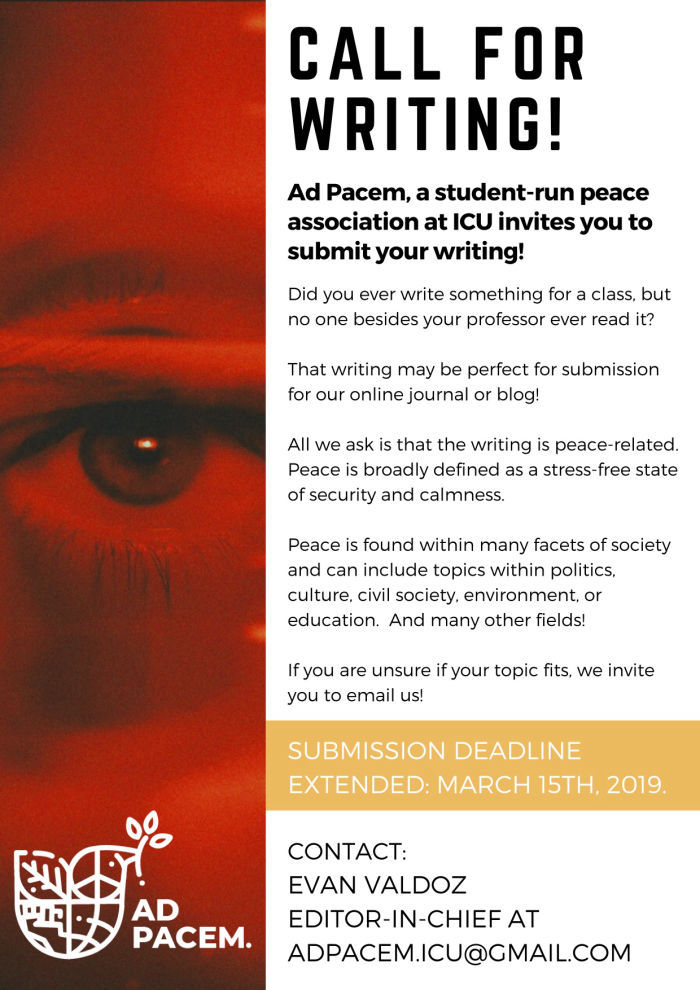 CALL FOR
WRITING!
Ad Pacem, a student-run peace
association at ICU invites you to
submit your writing!
Did you ever write something for a class, but
no one besides your professor ever read it?
That writing may be perfect for submission
for our online journal or blog!
All we ask is that the writing is peace-related.
Peace is broadly defined as a stress-free state
of security and calmness.
Peace is found within many facets of society
and can include topics within politics,
culture, civil society, environment, or
education.  And many other fields!
If you are unsure if your topic fits, we invite
you to email us!
SUBMISSION DEADLINE
EXTENDED: MARCH 15TH, 2019.
CONTACT:
EVAN VALDOZ
EDITOR-IN-CHIEF AT
ADPACEM.ICU@GMAIL.COM
AD
PACEM.